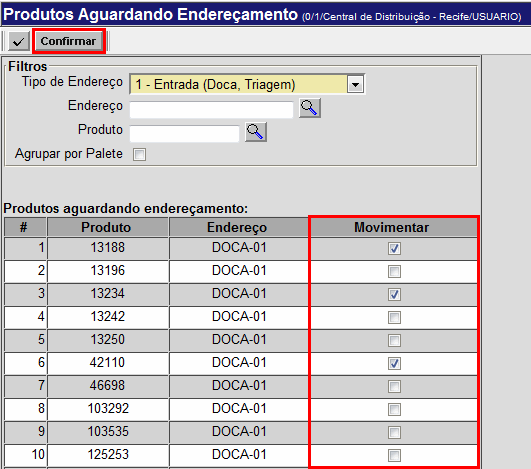 Produtos Aguardando Endereçamento (0/1/Central de Distribuição - Recife/USUARIO)
Confirmar
Filtros
Tipo de Endereço 1 - Entrada (Doca, Triagem)
Endereço
Produto
Agrupar por Palete
Produtos aguardando endereçamento:
# Produto Endereço Movimentar
1 13188 DOCA-01
2 13196 DOCA-01
3 13234 DOCA-01
4 13242 DOCA-01
5 13250 DOCA-01
6 42110 DOCA-01
7 46698 DOCA-01
8 103292 DOCA-01
9 103535 DOCA-01
10 125253 DOCA-01